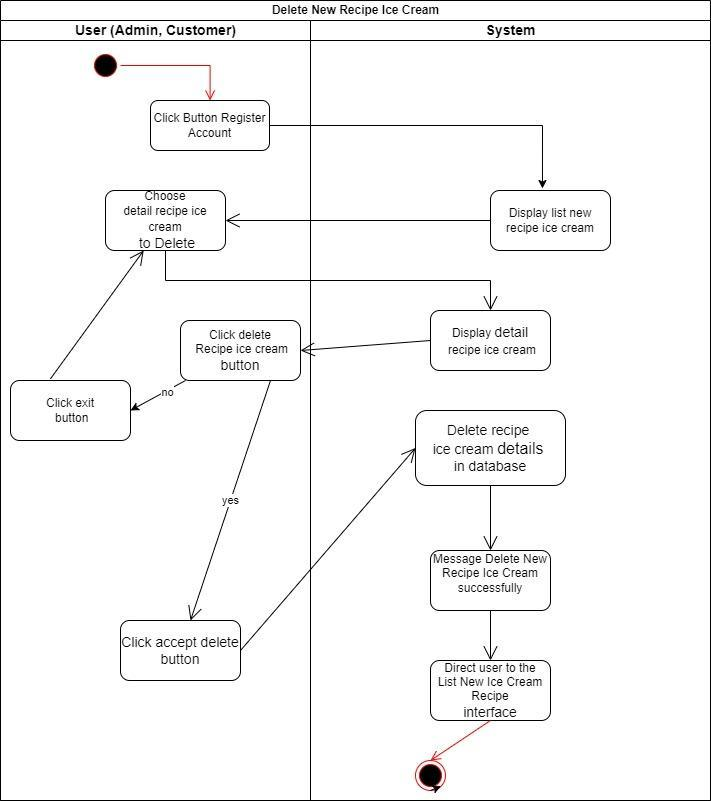 Delete New Recipe Ice Cream
User (Admin, Customer)
System
Click Button Register
Account
Choose
detail recipe ice
cream
to Delete
Display list new
recipe ice cream
Click delete
Recipe ice cream
button
Display detail
recipe ice cream
no
Click exit
button
Delete recipe
ice cream details
in database
yes
Message Delete New
Recipe Ice Cream
successfully
Click accept delete
button
Direct user to the
List New Ice Cream
Recipe
interface